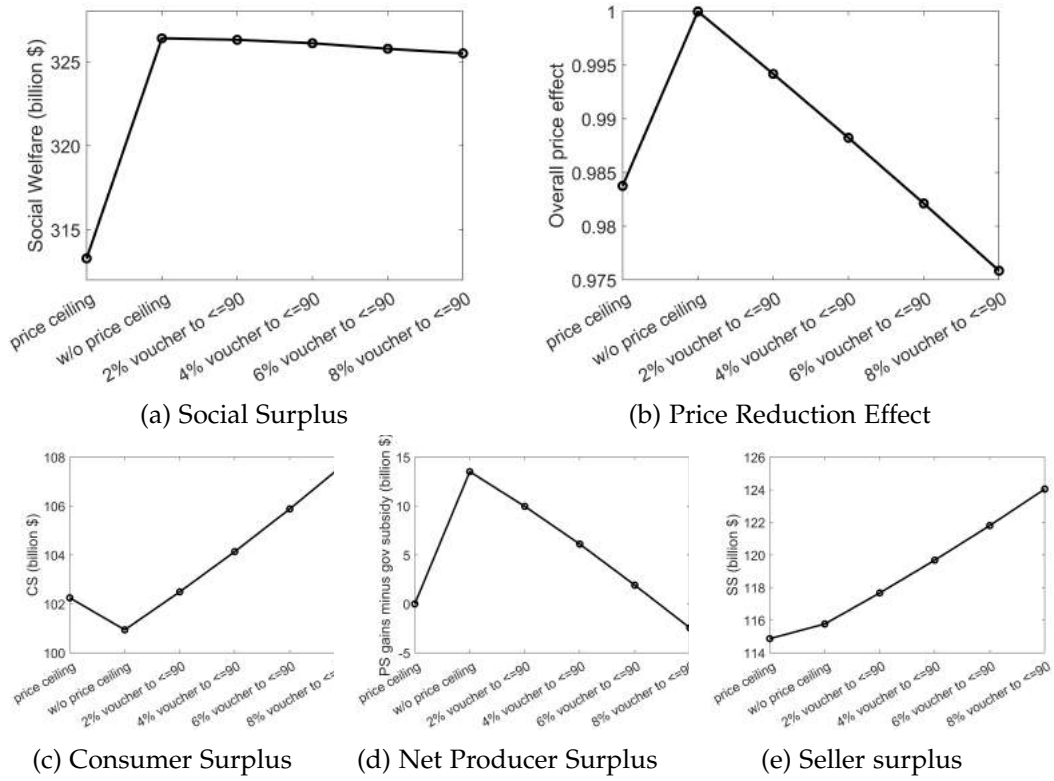 Social Welfare (billion $)
325
320
315
price ceiling
w/o price ceiling
2% voucher to <=90
4% voucher to <=90
6% voucher to <=90
8% voucher to <=90
(a) Social Surplus
Overall price effect
1
0.995
0.99
0.985
0.98
0.975
price ceiling
w/o price ceiling
2% voucher to <=90
4% voucher to <=90
6% voucher to <=90
8% voucher to <=90
(b) Price Reduction Effect
CS (billion $)
108
106
104
102
100
price ceiling
w/o price ceiling
2% voucher to <=90
4% voucher to <=90
6% voucher to <=90
8% voucher to <=
(c) Consumer Surplus
PS gains minus gov subsidy (billion $)
15
10
5
0
-5
price ceiling
w/o price ceiling
2% voucher to <=90
4% voucher to <=90
6% voucher to <=90
8% voucher to <=90
(d) Net Producer Surplus
SS (billion $)
126
124
122
120
118
116
114
price ceiling
w/o price ceiling
2% voucher to <=90
4% voucher to <=90
6% voucher to <=90
8% voucher to <=90
(e) Seller surplus